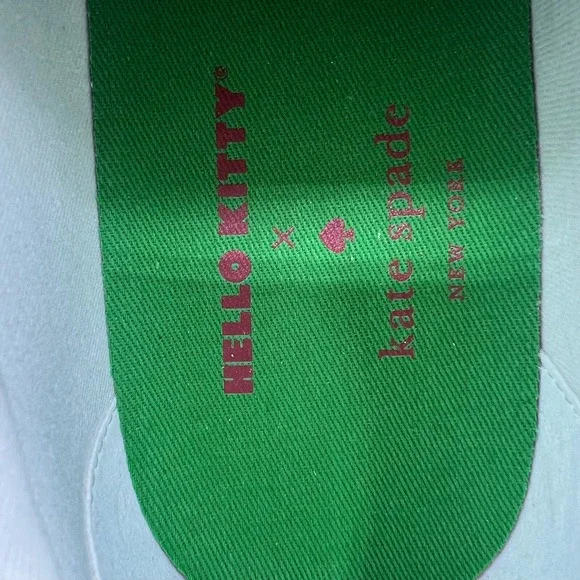 HELLO KITTY®
×
kate spade
NEW YORK